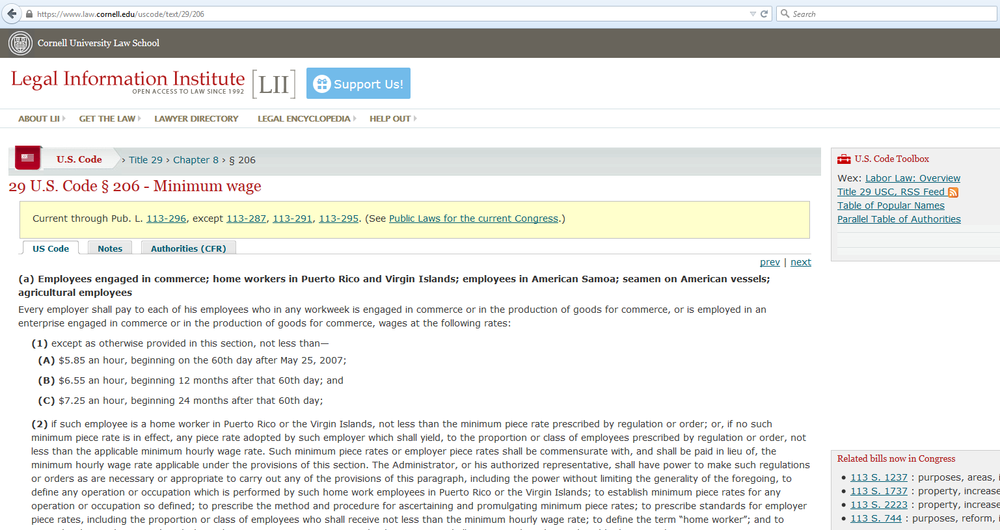 https://www.law.cornell.edu/uscode/text/29/206
Search
Cornell University Law School
Legal Information Institute
OPEN ACCESS TO LAW SINCE 1992
[LII]
Support Us!
ABOUT LII
GET THE LAW
LAWYER DIRECTORY
LEGAL ENCYCLOPEDIA
HELP OUT
U.S. Code › Title 29 › Chapter 8 › § 206
29 U.S. Code § 206 - Minimum wage
Current through Pub. L. 113-296, except 113-287, 113-291, 113-295. (See Public Laws for the current Congress.)
US Code
Notes
Authorities (CFR)
prev | next
(a) Employees engaged in commerce; home workers in Puerto Rico and Virgin Islands; employees in American Samoa; seamen on American vessels;
agricultural employees
Every employer shall pay to each of his employees who in any workweek is engaged in commerce or in the production of goods for commerce, or is employed in an
enterprise engaged in commerce or in the production of goods for commerce, wages at the following rates:
(1) except as otherwise provided in this section, not less than—
(A) $5.85 an hour, beginning on the 60th day after May 25, 2007;
(B) $6.55 an hour, beginning 12 months after that 60th day; and
(C) $7.25 an hour, beginning 24 months after that 60th day;
(2) if such employee is a home worker in Puerto Rico or the Virgin Islands, not less than the minimum piece rate prescribed by regulation or order; or, if no such
minimum piece rate is in effect, any piece rate adopted by such employer which shall yield, to the proportion or class of employees prescribed by regulation or order, not
less than the applicable minimum hourly wage rate. Such minimum piece rates or employer piece rates shall be commensurate with, and shall be paid in lieu of, the
minimum hourly wage rate applicable under the provisions of this section. The Administrator, or his authorized representative, shall have power to make such regulations
or orders as are necessary or appropriate to carry out any of the provisions of this paragraph, including the power without limiting the generality of the foregoing, to
define any operation or occupation which is performed by such home work employees in Puerto Rico or the Virgin Islands; to establish minimum piece rates for any
operation or occupation so defined; to prescribe the method and procedure for ascertaining and promulgating minimum piece rates; to prescribe standards for employer
piece rates, including the proportion or class of employees who shall receive not less than the minimum hourly wage rate; to define the term “home worker”; and to
U.S. Code Toolbox
Wex: Labor Law: Overview
Title 29 USC, RSS Feed
Table of Popular Names
Parallel Table of Authorities
Related bills now in Congress
• 113 S. 1237 : purposes, areas,
• 113 S. 1737 : property, increase
• 113 S. 2223 : property, increase
• 113 S. 744 : purposes, reform,